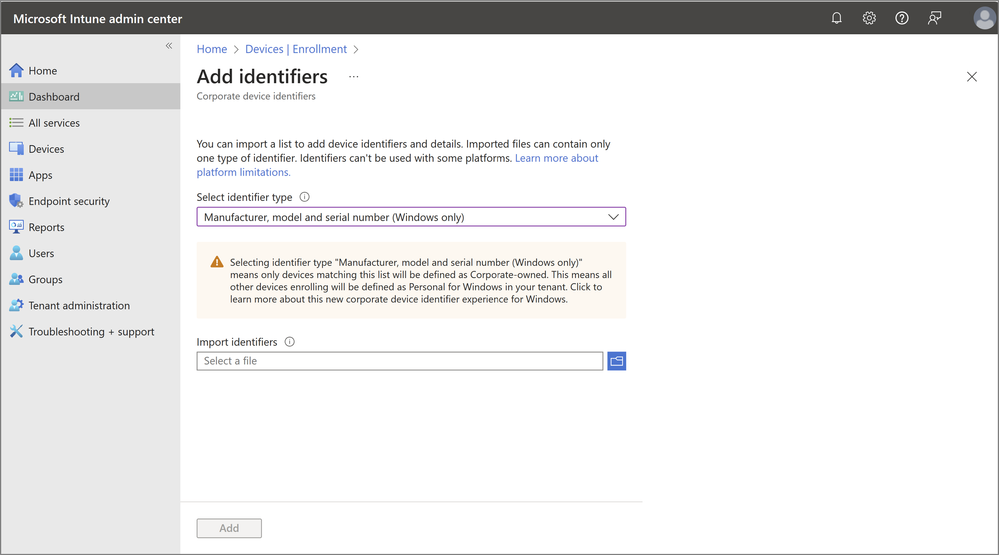 Microsoft Intune admin center
«
Home
Dashboard
All services
Devices
Apps
Endpoint security
Reports
Users
Groups
Tenant administration
Troubleshooting + support
Home > Devices | Enrollment >
Add identifiers ...
Corporate device identifiers
You can import a list to add device identifiers and details. Imported files can contain only
one type of identifier. Identifiers can't be used with some platforms. Learn more about
platform limitations.
Select identifier type
Manufacturer, model and serial number (Windows only)
Selecting identifier type "Manufacturer, model and serial number (Windows only)"
means only devices matching this list will be defined as Corporate-owned. This means all
other devices enrolling will be defined as Personal for Windows in your tenant. Click to
learn more about this new corporate device identifier experience for Windows.
Import identifiers
Select a file
Add